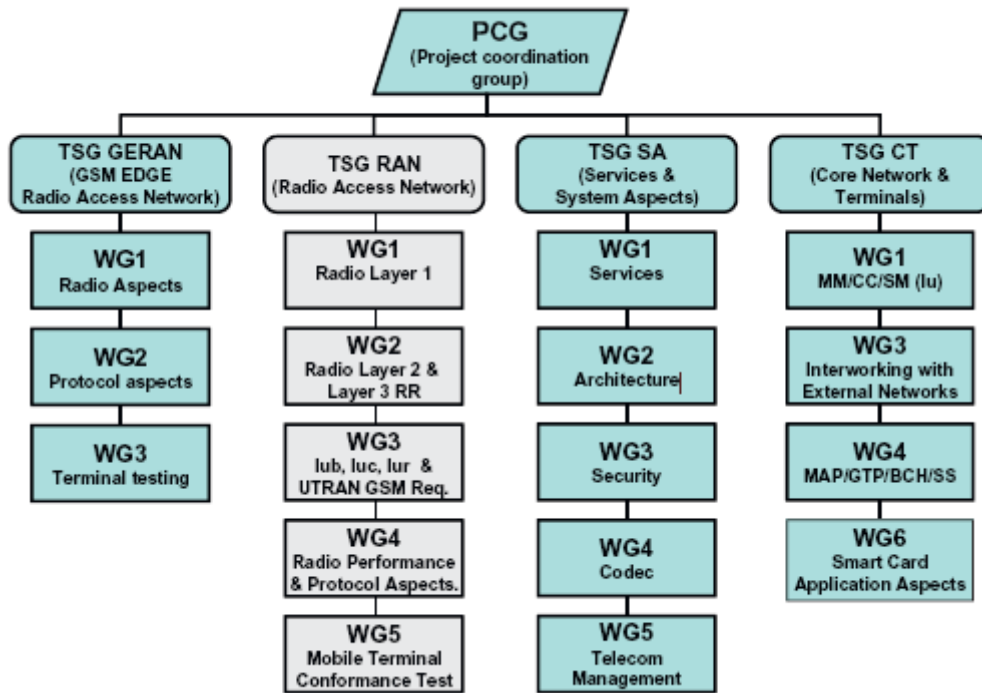 PCG
(Project coordination
group)
TSG GERAN
(GSM EDGE
Radio Access Network)
WG1
Radio Aspects
WG2
Protocol aspects
WG3
Terminal testing
TSG RAN
(Radio Access Network)
WG1
Radio Layer 1
WG2
Radio Layer 2 &
Layer 3 RR
WG3
Iub, Iuc, Iur &
UTRAN GSM Req.
WG4
Radio Performance
& Protocol Aspects.
WG5
Mobile Terminal
Conformance Test
TSG SA
(Services &
System Aspects)
WG1
Services
WG2
Architecture
WG3
Security
WG4
Codec
WG5
Telecom
Management
TSG CT
(Core Network &
Terminals)
WG1
MM/CC/SM (Iu)
WG3
Interworking with
External Networks
WG4
MAP/GTP/BCH/SS
WG6
Smart Card
Application Aspects